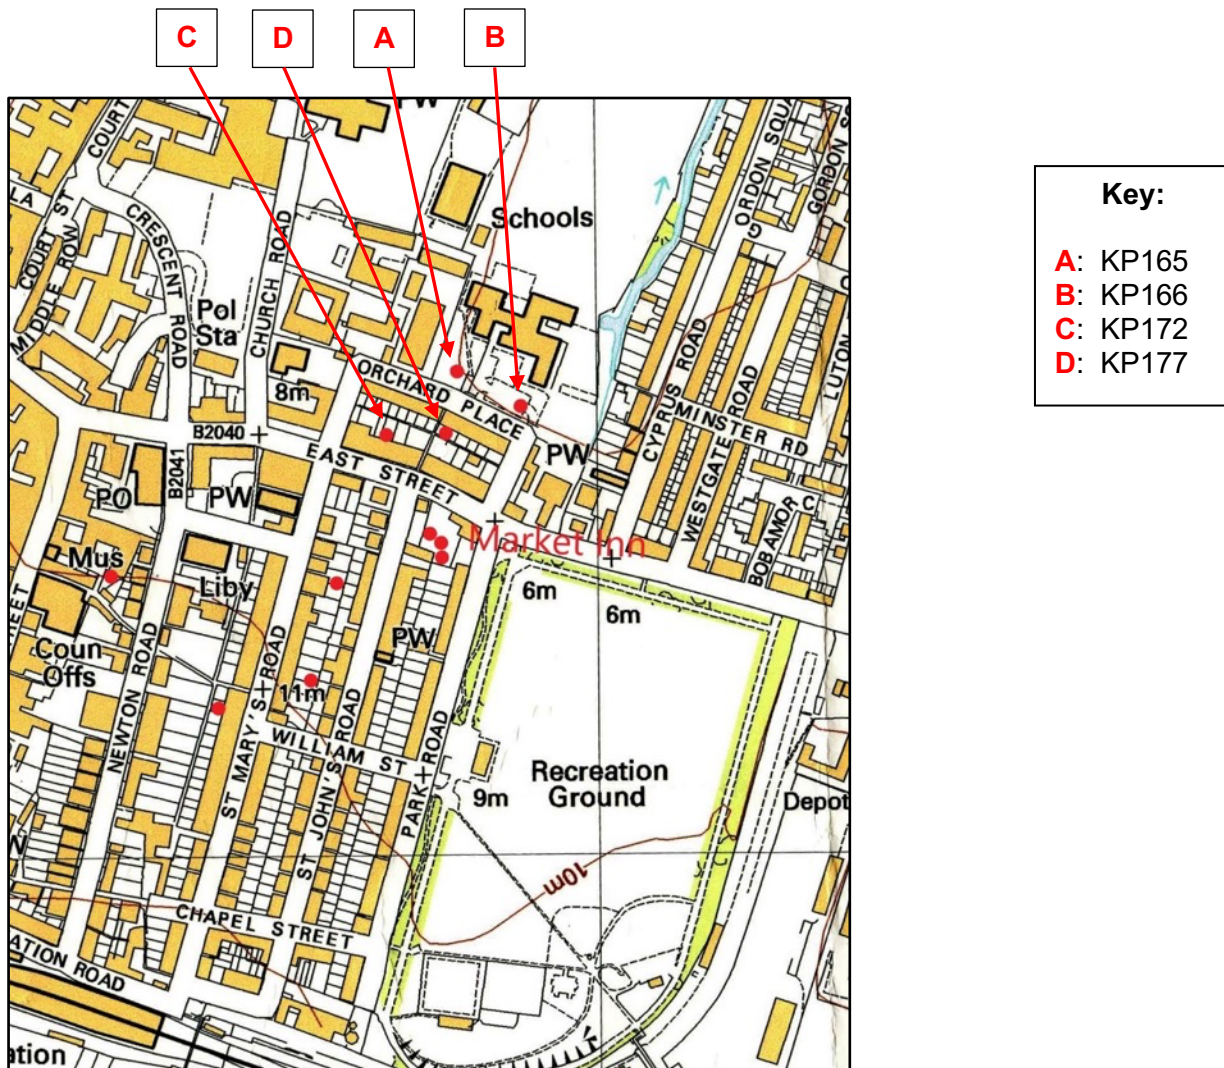 C
D
A
B
Key:
A: KP165
B: KP166
C: KP172
D: KP177
PW
COURT
LA
COURT ST
MIDDLE ROW
CRESCENT ROAD
Pol
Sta
CHURCH ROAD
8m
Schools
GORDON SQUA
GORDON S
LUTON
ORCHARD PLACE
CYPRUS ROAD
MINSTER RD
WESTGATE ROAD
BOB AMOR C
PW
B2040
B2041
EAST STREET
PO
PW
Market Inn
Mus
Liby
6m
6m
Coun
Offs
REET
NEWTON ROAD
ST MARY'S ROAD
11m
ST JOHN'S ROAD
PW
WILLIAM ST
PARK ROAD
9m
Recreation
Ground
Depot
10m
W
CHAPEL STREET
ATION ROAD
ation